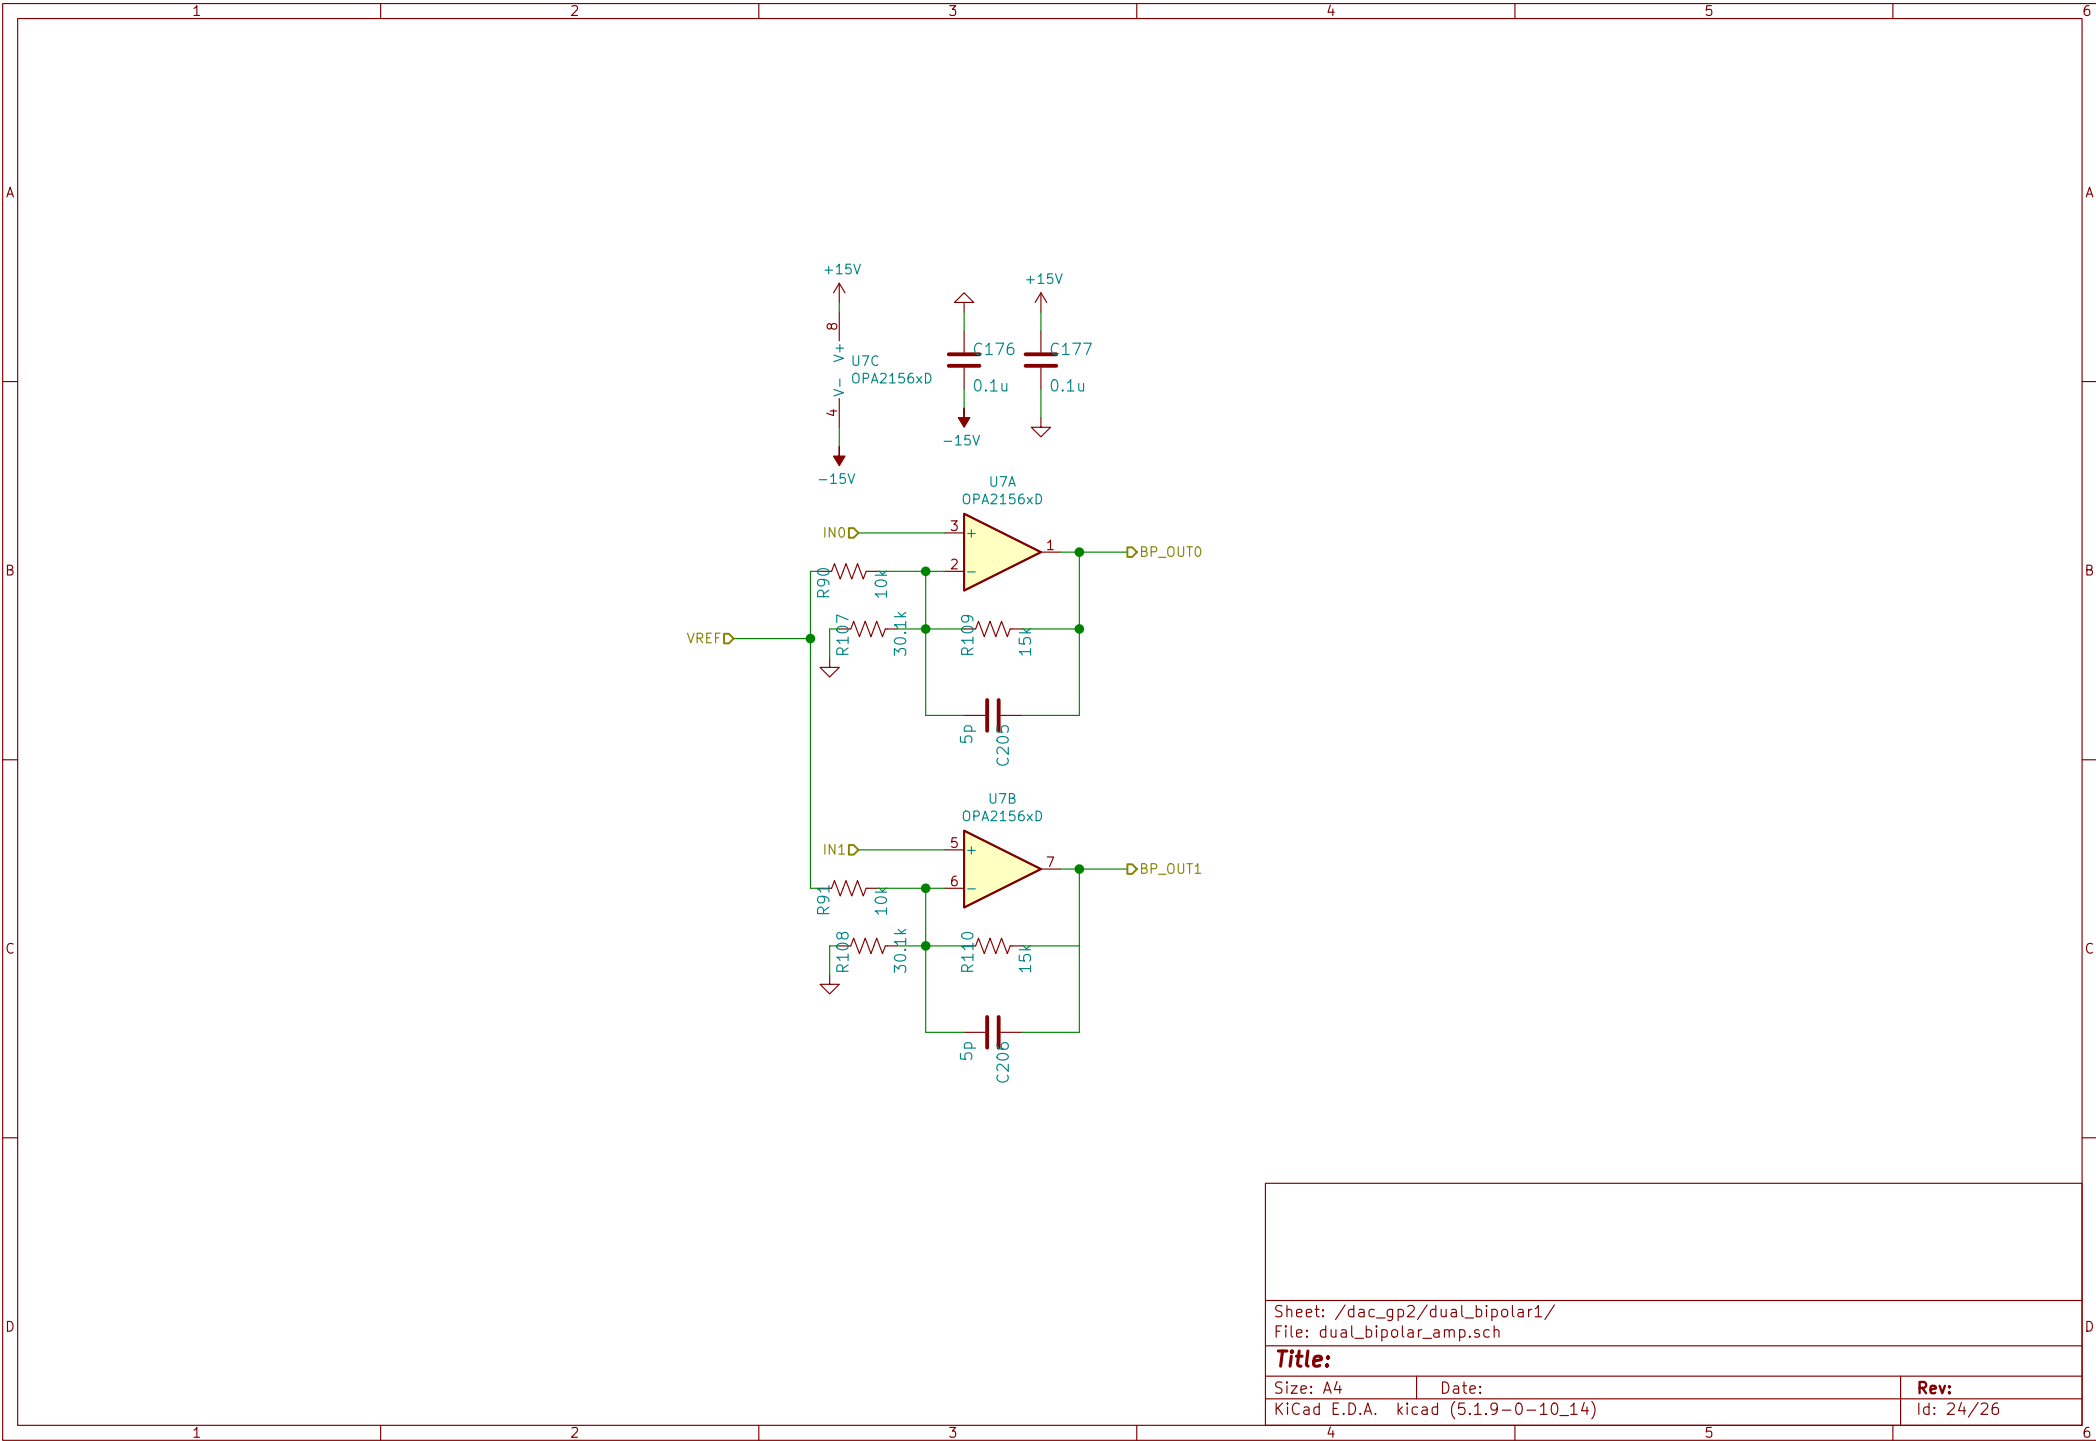 1 2 3 4 5 6
A A
+15V
+15V
8
V+
C176
C177
U7C
OPA2156xD
V-
0.1u
0.1u
4
-15V
-15V
U7A
OPA2156xD
IN0
3
+
1
BP_OUT0
B B
2
-
R90
10k
R107
30.1k
R109
15k
VREF
5p
C205
U7B
OPA2156xD
IN1
5
+
7
BP_OUT1
6
-
R91
10k
C C
R108
30.1k
R110
15k
5p
C206
Sheet: /dac_gp2/dual_bipolar1/
D D
File: dual_bipolar_amp.sch
Title:
Size: A4 Date: Rev:
KiCad E.D.A. kicad (5.1.9-0-10_14) Id: 24/26
1 2 3 4 5 6